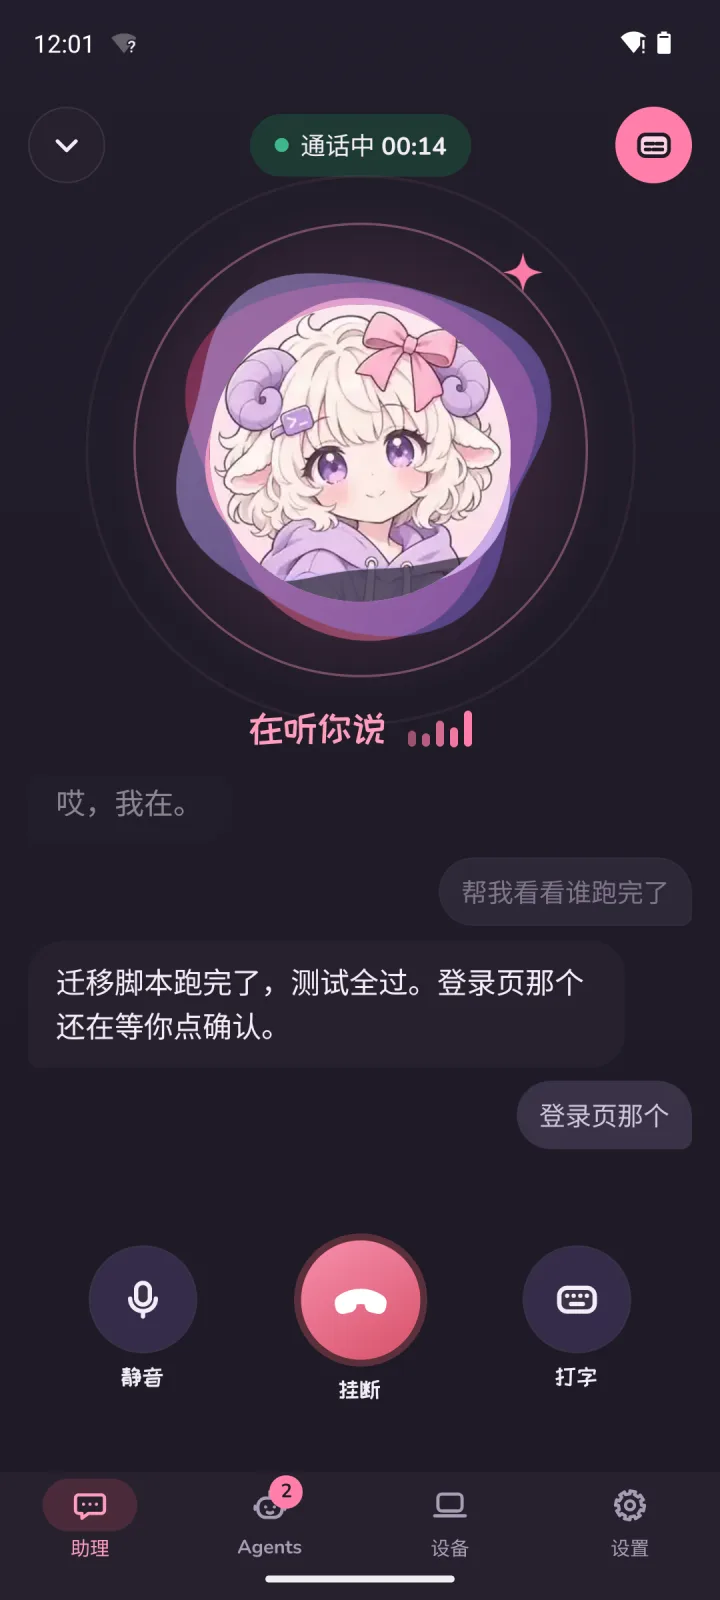 12:01
通话中 00:14
在听你说
哎，我在。
帮我看看谁跑完了
迁移脚本跑完了，测试全过。登录页那个
还在等你点确认。
登录页那个
静音
挂断
打字
2
助理
Agents
设备
设置